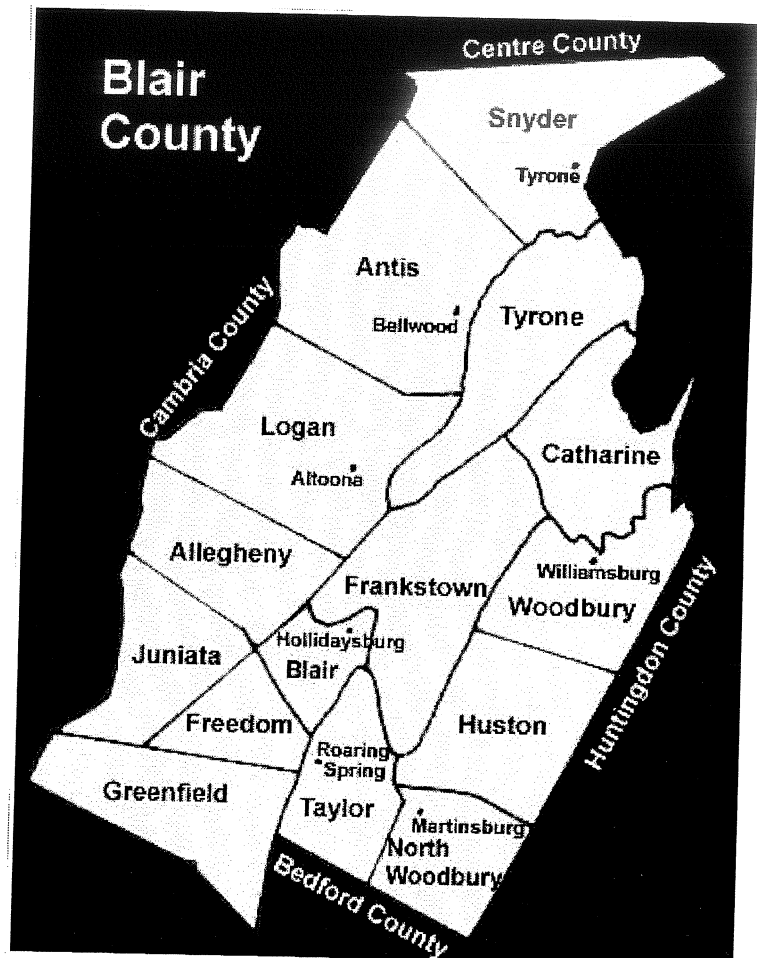 Centre County
Blair
County
Snyder
Tyrone
Antis
Tyrone
Bellwood
Cambria County
Logan
Catharine
Altoona
Allegheny
Frankstown
Williamsburg
Woodbury
Hollidaysburg
Juniata
Blair
Huntingdon County
Freedom
Huston
Roaring
Spring
Greenfield
Taylor
Martinsburg
North
Woodbury
Bedford County